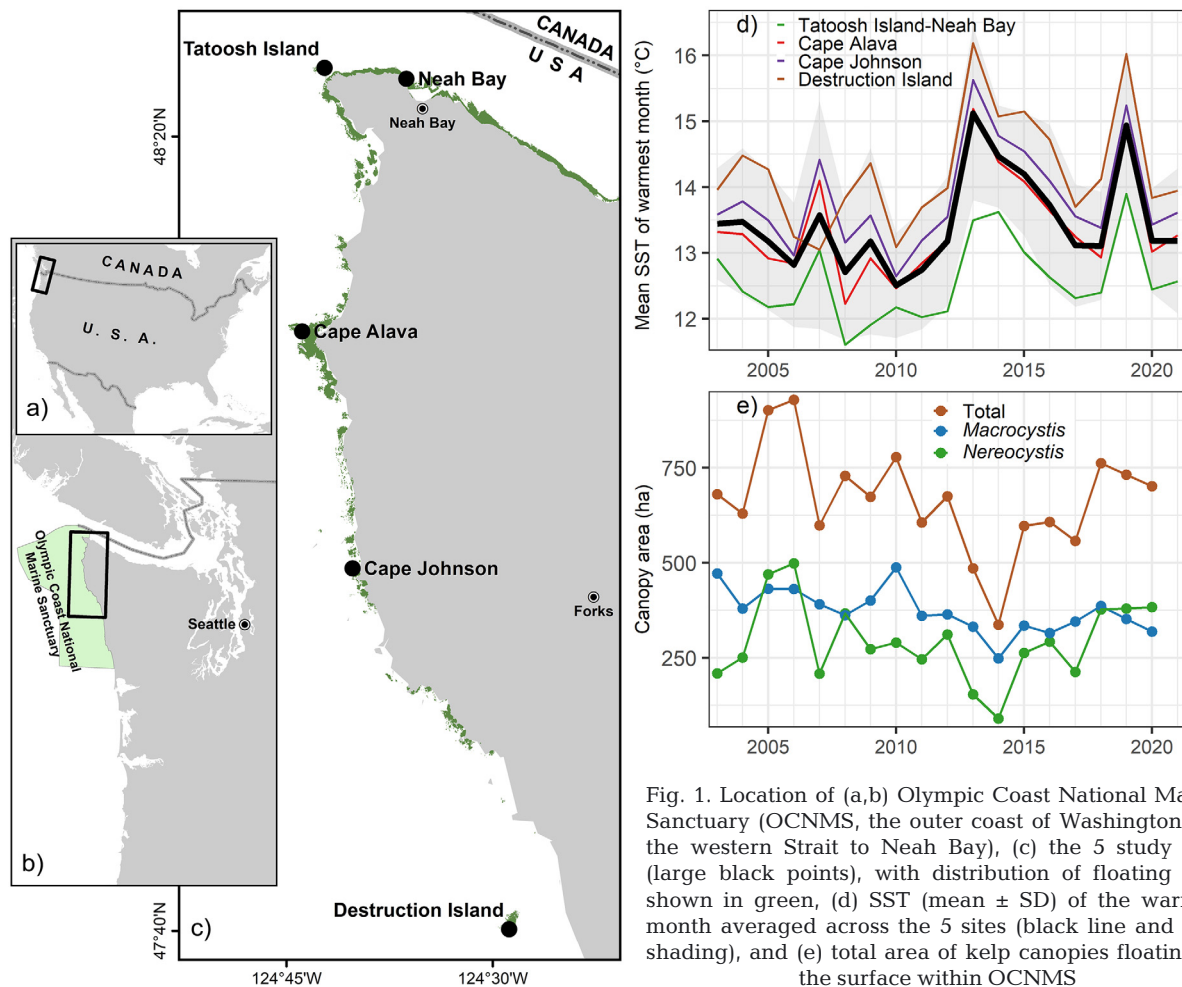 CANADA
U S A
Tatoosh Island
Neah Bay
Neah Bay
48°20'N
Cape Alava
Cape Johnson
Forks
Destruction Island
47°40'N
c)
124°45'W
124°30'W
CANADA
U. S. A.
a)
Olympic Coast National
Marine Sanctuary
Seattle
b)
d)
Tatoosh Island-Neah Bay
Cape Alava
Cape Johnson
Destruction Island
Mean SST of warmest month (°C)
16
15
14
13
12
2005
2010
2015
2020
e)
Total
Macrocystis
Nereocystis
Canopy area (ha)
750
500
250
2005
2010
2015
2020
Fig. 1. Location of (a,b) Olympic Coast National Ma
Sanctuary (OCNMS, the outer coast of Washington
the western Strait to Neah Bay), (c) the 5 study
(large black points), with distribution of floating
shown in green, (d) SST (mean ± SD) of the war
month averaged across the 5 sites (black line and
shading), and (e) total area of kelp canopies floatin
the surface within OCNMS